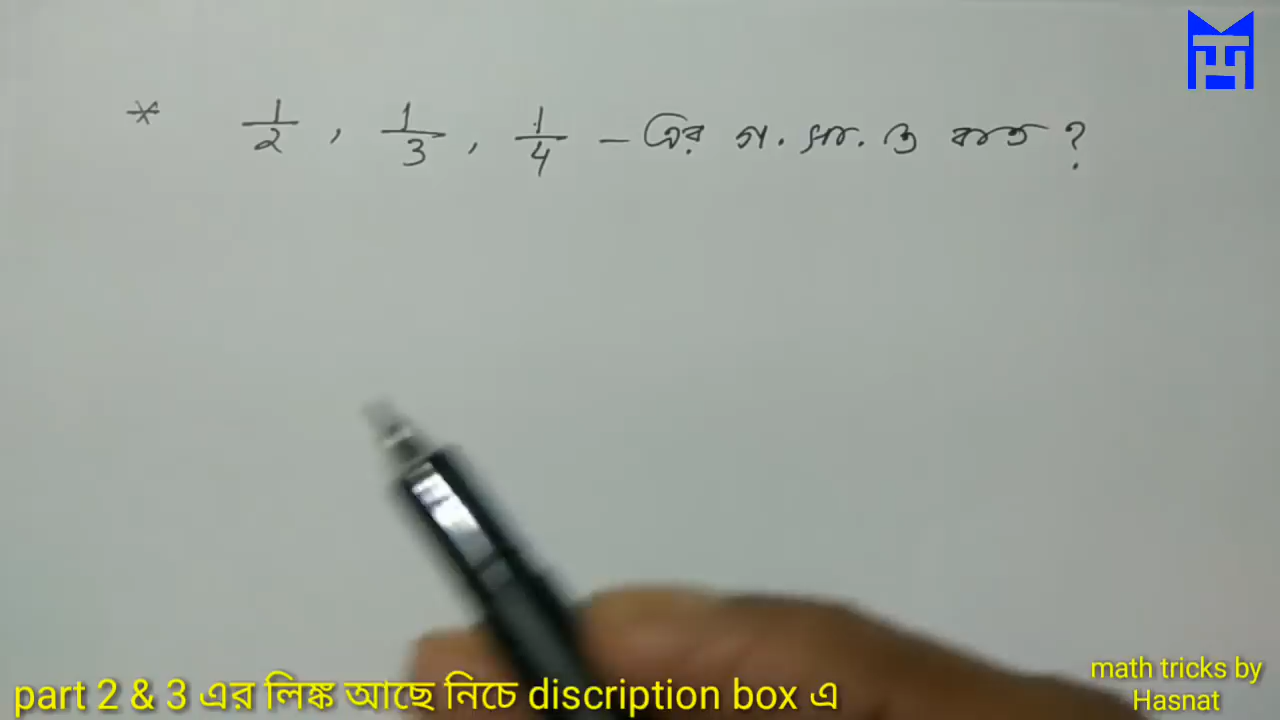 * 1/2 , 1/3 , 1/4 – এর গ. সা. গু কত ?
part 2 & 3 এর লিঙ্ক আছে নিচে discription box এ
math tricks by
Hasnat